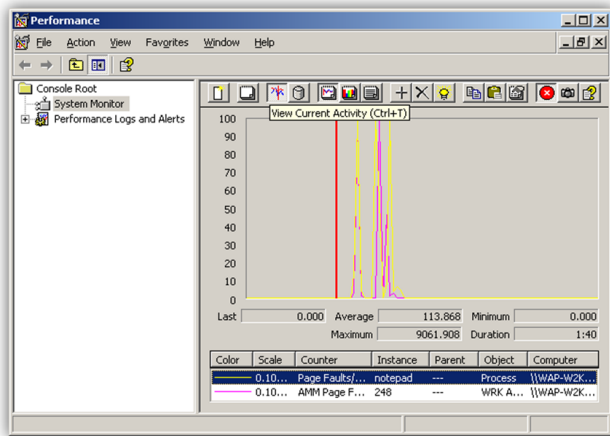 Performance
File Action View Favorites Window Help
Console Root
System Monitor
Performance Logs and Alerts
View Current Activity (Ctrl+T)
100
90
80
70
60
50
40
30
20
10
0
Last 0.000 Average 113.868 Minimum 0.000
Maximum 9061.908 Duration 1:40
Color Scale Counter Instance Parent Object Computer
0.10... Page Faults/... notepad --- Process \\WAP-W2K...
0.10... AMM Page F... 248 --- WRK A... \\WAP-W2K...